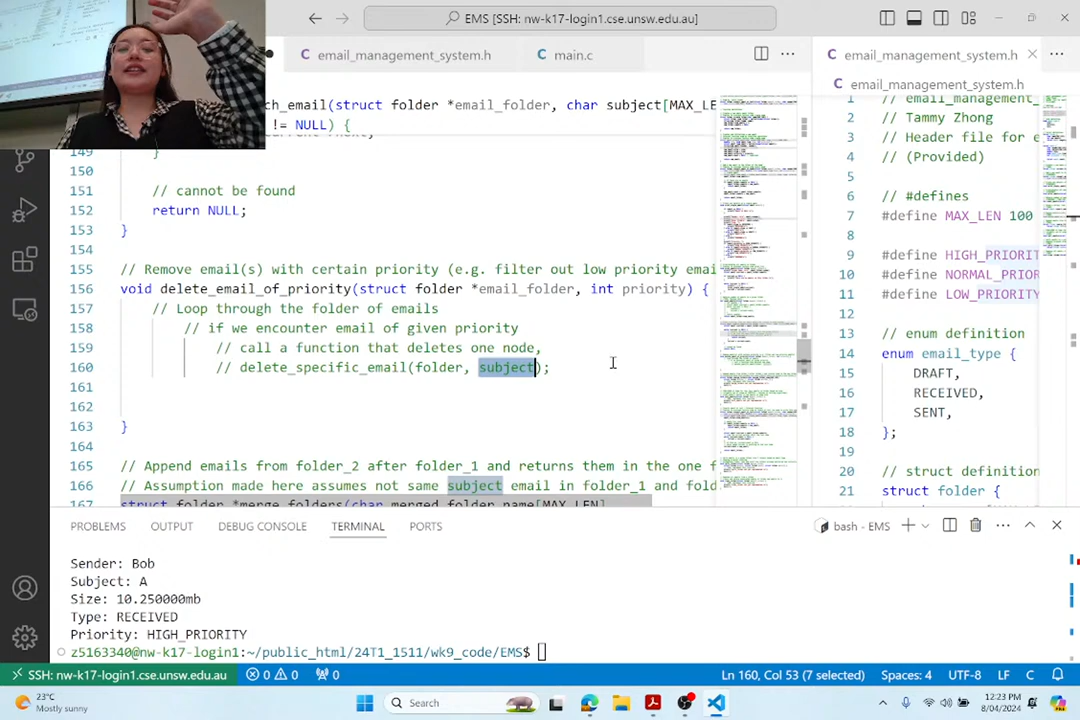 EMS [SSH: nw-k17-login1.cse.unsw.edu.au]
email_management_system.h
main.c
email_management_system.h
email_management_system.h
ch_email(struct folder *email_folder, char subject[MAX_LE
!= NULL) {
149
}
150
151 // cannot be found
152 return NULL;
153 }
154
155 // Remove email(s) with certain priority (e.g. filter out low priority emai
156 void delete_email_of_priority(struct folder *email_folder, int priority) {
157 // Loop through the folder of emails
158 // if we encounter email of given priority
159 // call a function that deletes one node,
160 // delete_specific_email(folder, subject);
161
162
163 }
164
165 // Append emails from folder_2 after folder_1 and returns them in the one f
166 // Assumption made here assumes not same subject email in folder_1 and fold
167 struct folder *merge_folders(char merged_folder_name[MAX_LEN]
1 // email_management_
2 // Tammy Zhong
3 // Header file for e
4 // (Provided)
5
6 // #defines
7 #define MAX_LEN 100
8
9 #define HIGH_PRIORIT
10 #define NORMAL_PRIOR
11 #define LOW_PRIORITY
12
13 // enum definition
14 enum email_type {
15 DRAFT,
16 RECEIVED,
17 SENT,
18 };
19
20 // struct definition
21 struct folder {
PROBLEMS OUTPUT DEBUG CONSOLE TERMINAL PORTS
bash - EMS
Sender: Bob
Subject: A
Size: 10.250000mb
Type: RECEIVED
Priority: HIGH_PRIORITY
z5163340@nw-k17-login1:~/public_html/24T1_1511/wk9_code/EMS$
SSH: nw-k17-login1.cse.unsw.edu.au 0 0 0 Ln 160, Col 53 (7 selected) Spaces: 4 UTF-8 LF C
23°C
Mostly sunny
Search
12:23 PM
8/04/2024